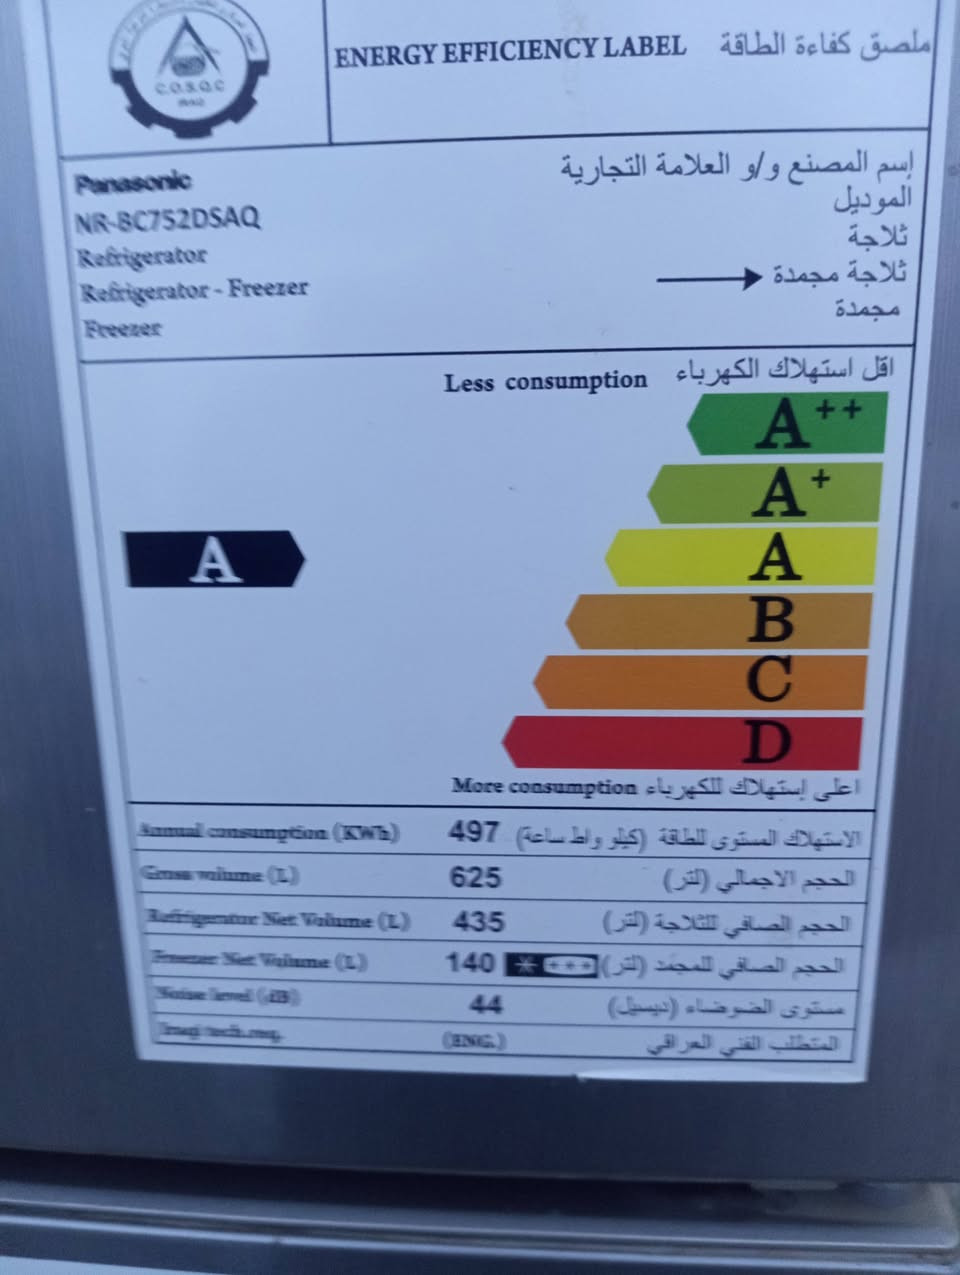 C.O.S.Q.C
IRAQ
ENERGY EFFICIENCY LABEL ملصق كفاءة الطاقة
Panasonic إسم المصنع و/و العلامة التجارية
NR-BC752DSAQ الموديل
Refrigerator ثلاجة
Refrigerator - Freezer ثلاجة مجمدة
Freezer مجمدة
Less consumption اقل استهلاك الكهرباء
A++
A+
A A
B
C
D
More consumption اعلى إستهلاك للكهرباء
Annual consumption (KWh) 497 الاستهلاك المستوى للطاقة (كيلو واط ساعة)
Gross volume (L) 625 الحجم الاجمالي (لتر)
Refrigerator Net Volume (L) 435 الحجم الصافي للثلاجة (لتر)
Freezer Net Volume (L) 140 الحجم الصافي للمجمد (لتر)
Noise level (dB) 44 مستوى الضوضاء (ديسبل)
Iraqi tech.req. (ENG.) المتطلب الفني العراقي